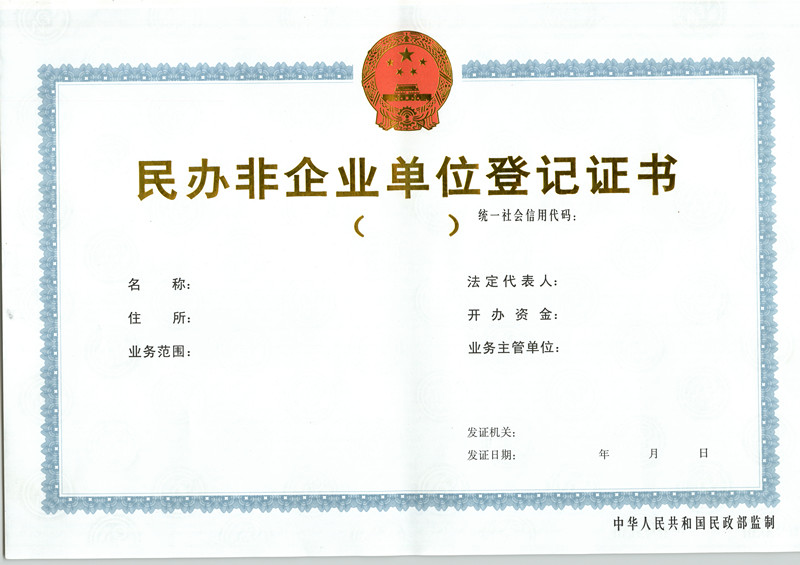 民办非企业单位登记证书
（　　　）
统一社会信用代码：
名　　称：
法定代表人：
住　　所：
开 办 资 金：
业务范围：
业务主管单位：
发证机关：
发证日期：　　　年　　月　　日
中华人民共和国民政部监制